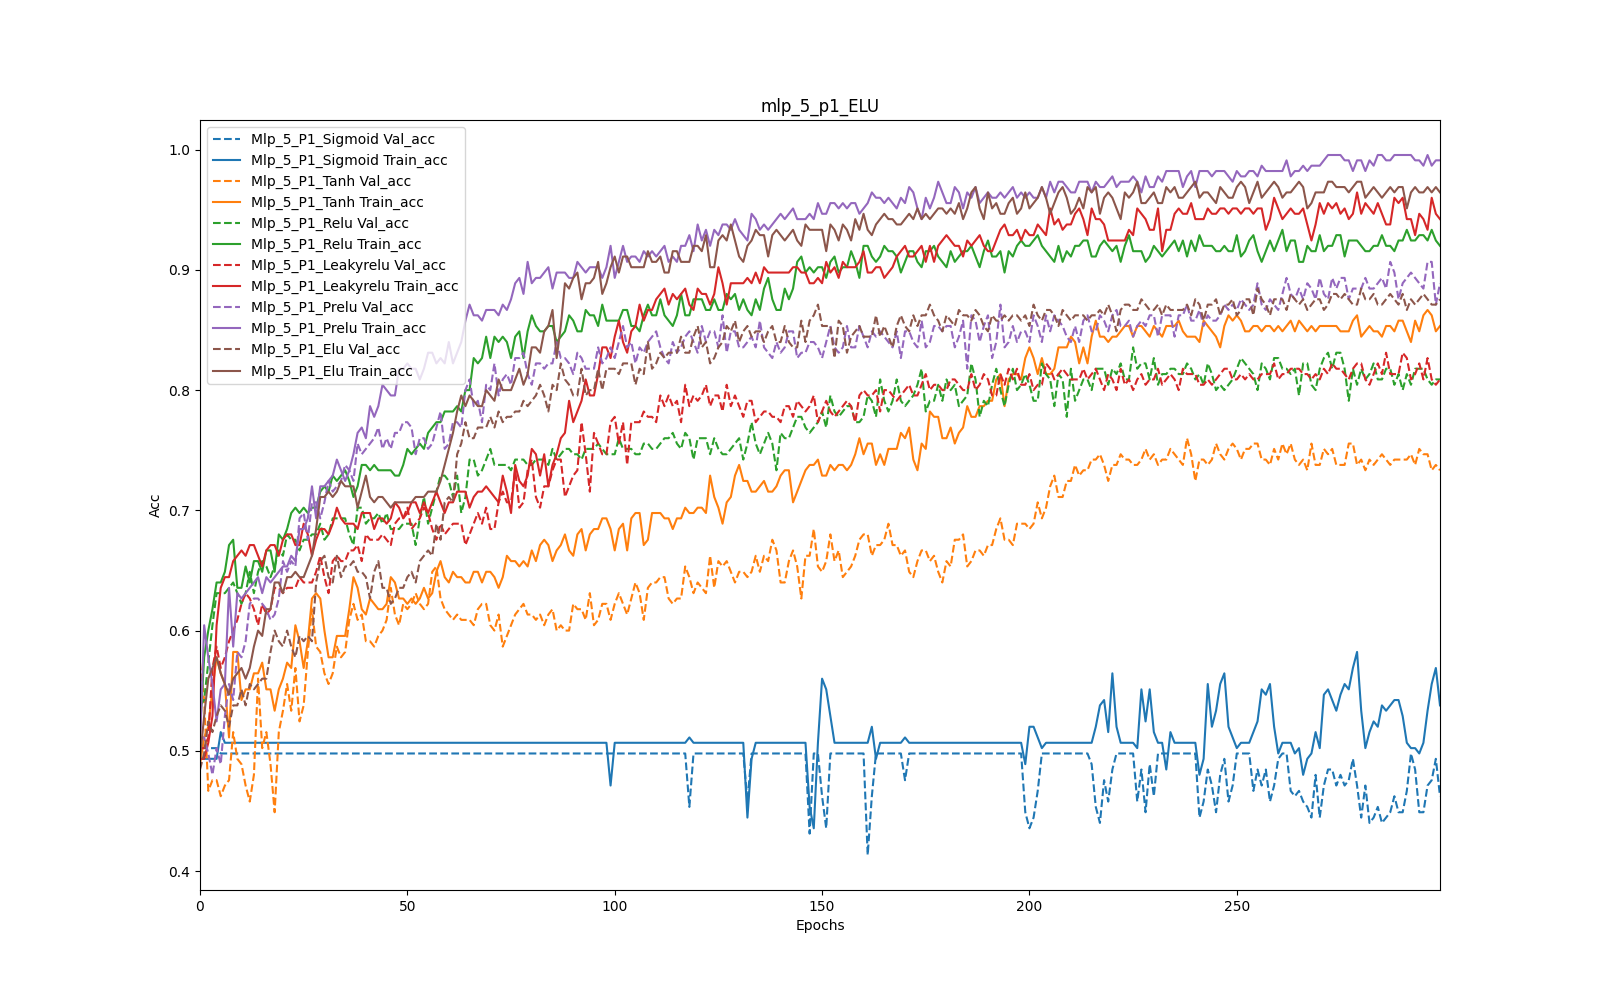 mlp_5_p1_ELU
Mlp_5_P1_Sigmoid Val_acc
Mlp_5_P1_Sigmoid Train_acc
Mlp_5_P1_Tanh Val_acc
Mlp_5_P1_Tanh Train_acc
Mlp_5_P1_Relu Val_acc
Mlp_5_P1_Relu Train_acc
Mlp_5_P1_Leakyrelu Val_acc
Mlp_5_P1_Leakyrelu Train_acc
Mlp_5_P1_Prelu Val_acc
Mlp_5_P1_Prelu Train_acc
Mlp_5_P1_Elu Val_acc
Mlp_5_P1_Elu Train_acc
1.0
0.9
0.8
0.7
0.6
0.5
0.4
Acc
0 50 100 150 200 250
Epochs